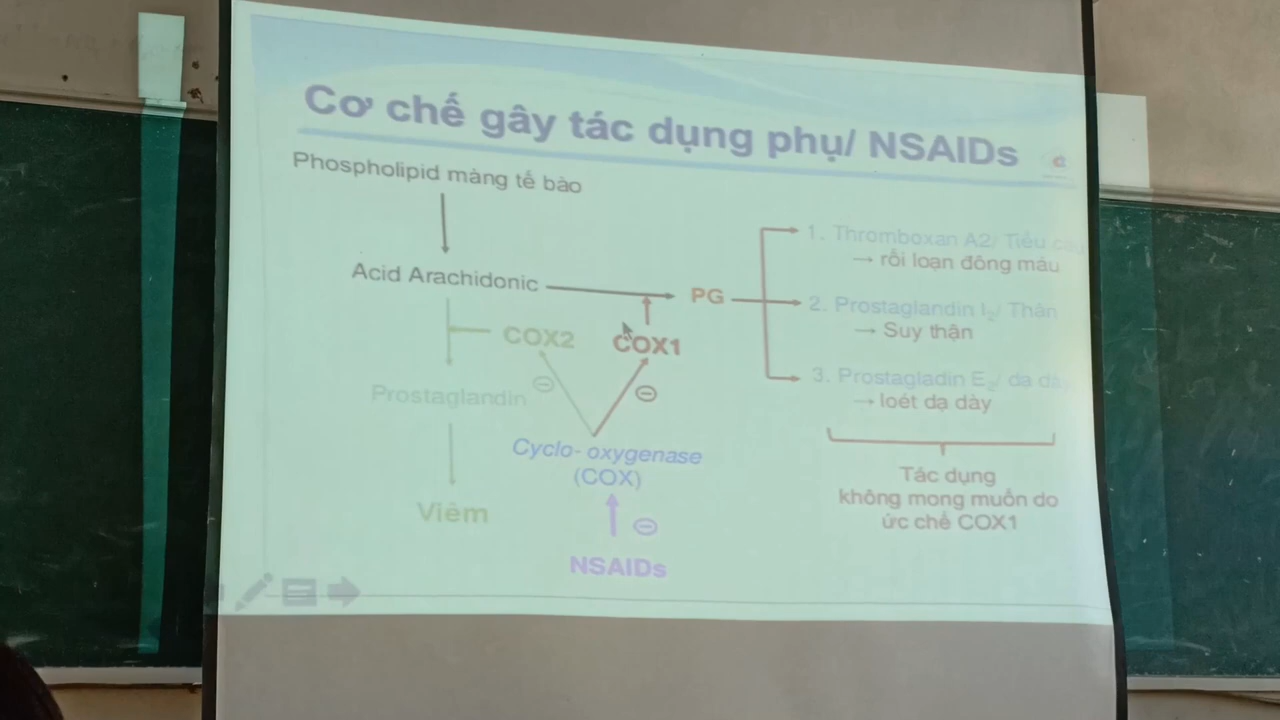 Cơ chế gây tác dụng phụ/ NSAIDs
Phospholipid màng tế bào
Acid Arachidonic
PG
1. Thromboxan A2/ Tiểu cầu
→ rối loạn đông máu
2. Prostaglandin I₂/ Thận
→ Suy thận
3. Prostagladin E₂/ dạ dà
→ loét dạ dày
COX2
COX1
Prostaglandin
Viêm
Cyclo- oxygenase
(COX)
NSAIDs
Tác dụng
không mong muốn do
ức chế COX1